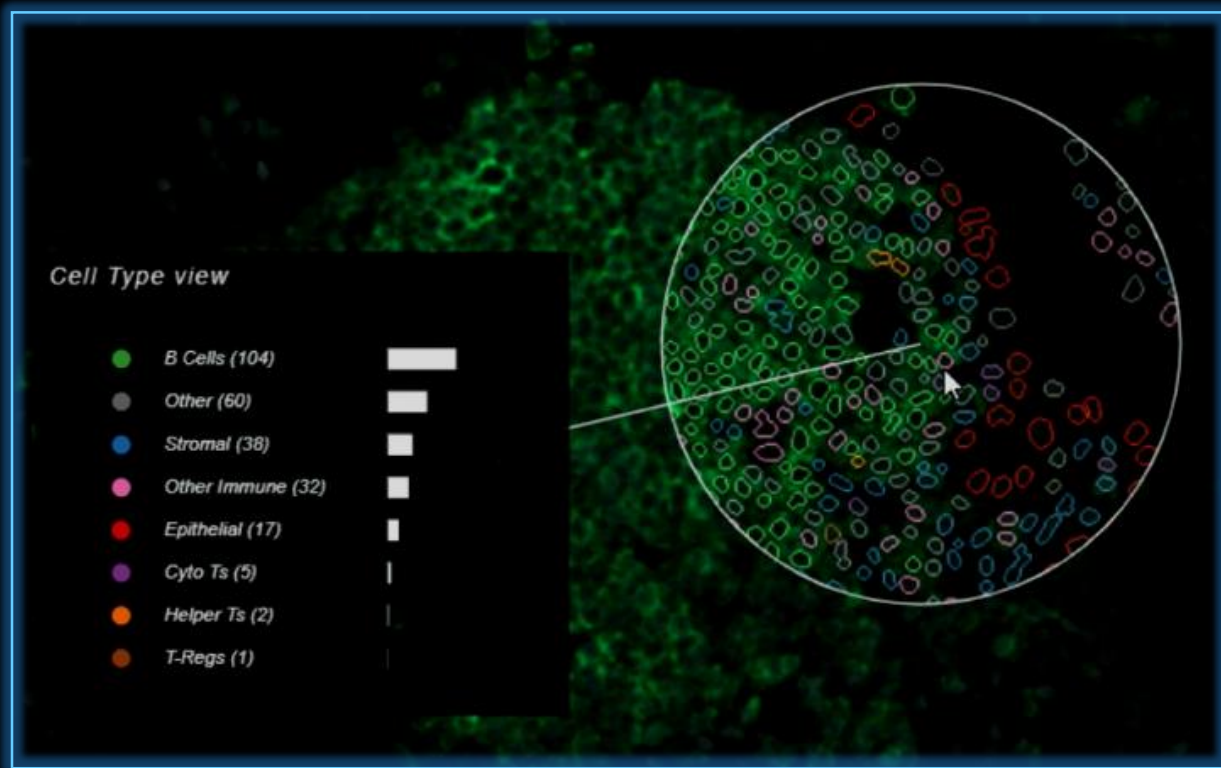 Cell Type view
B Cells (104)
Other (60)
Stromal (38)
Other Immune (32)
Epithelial (17)
Cyto Ts (5)
Helper Ts (2)
T-Regs (1)